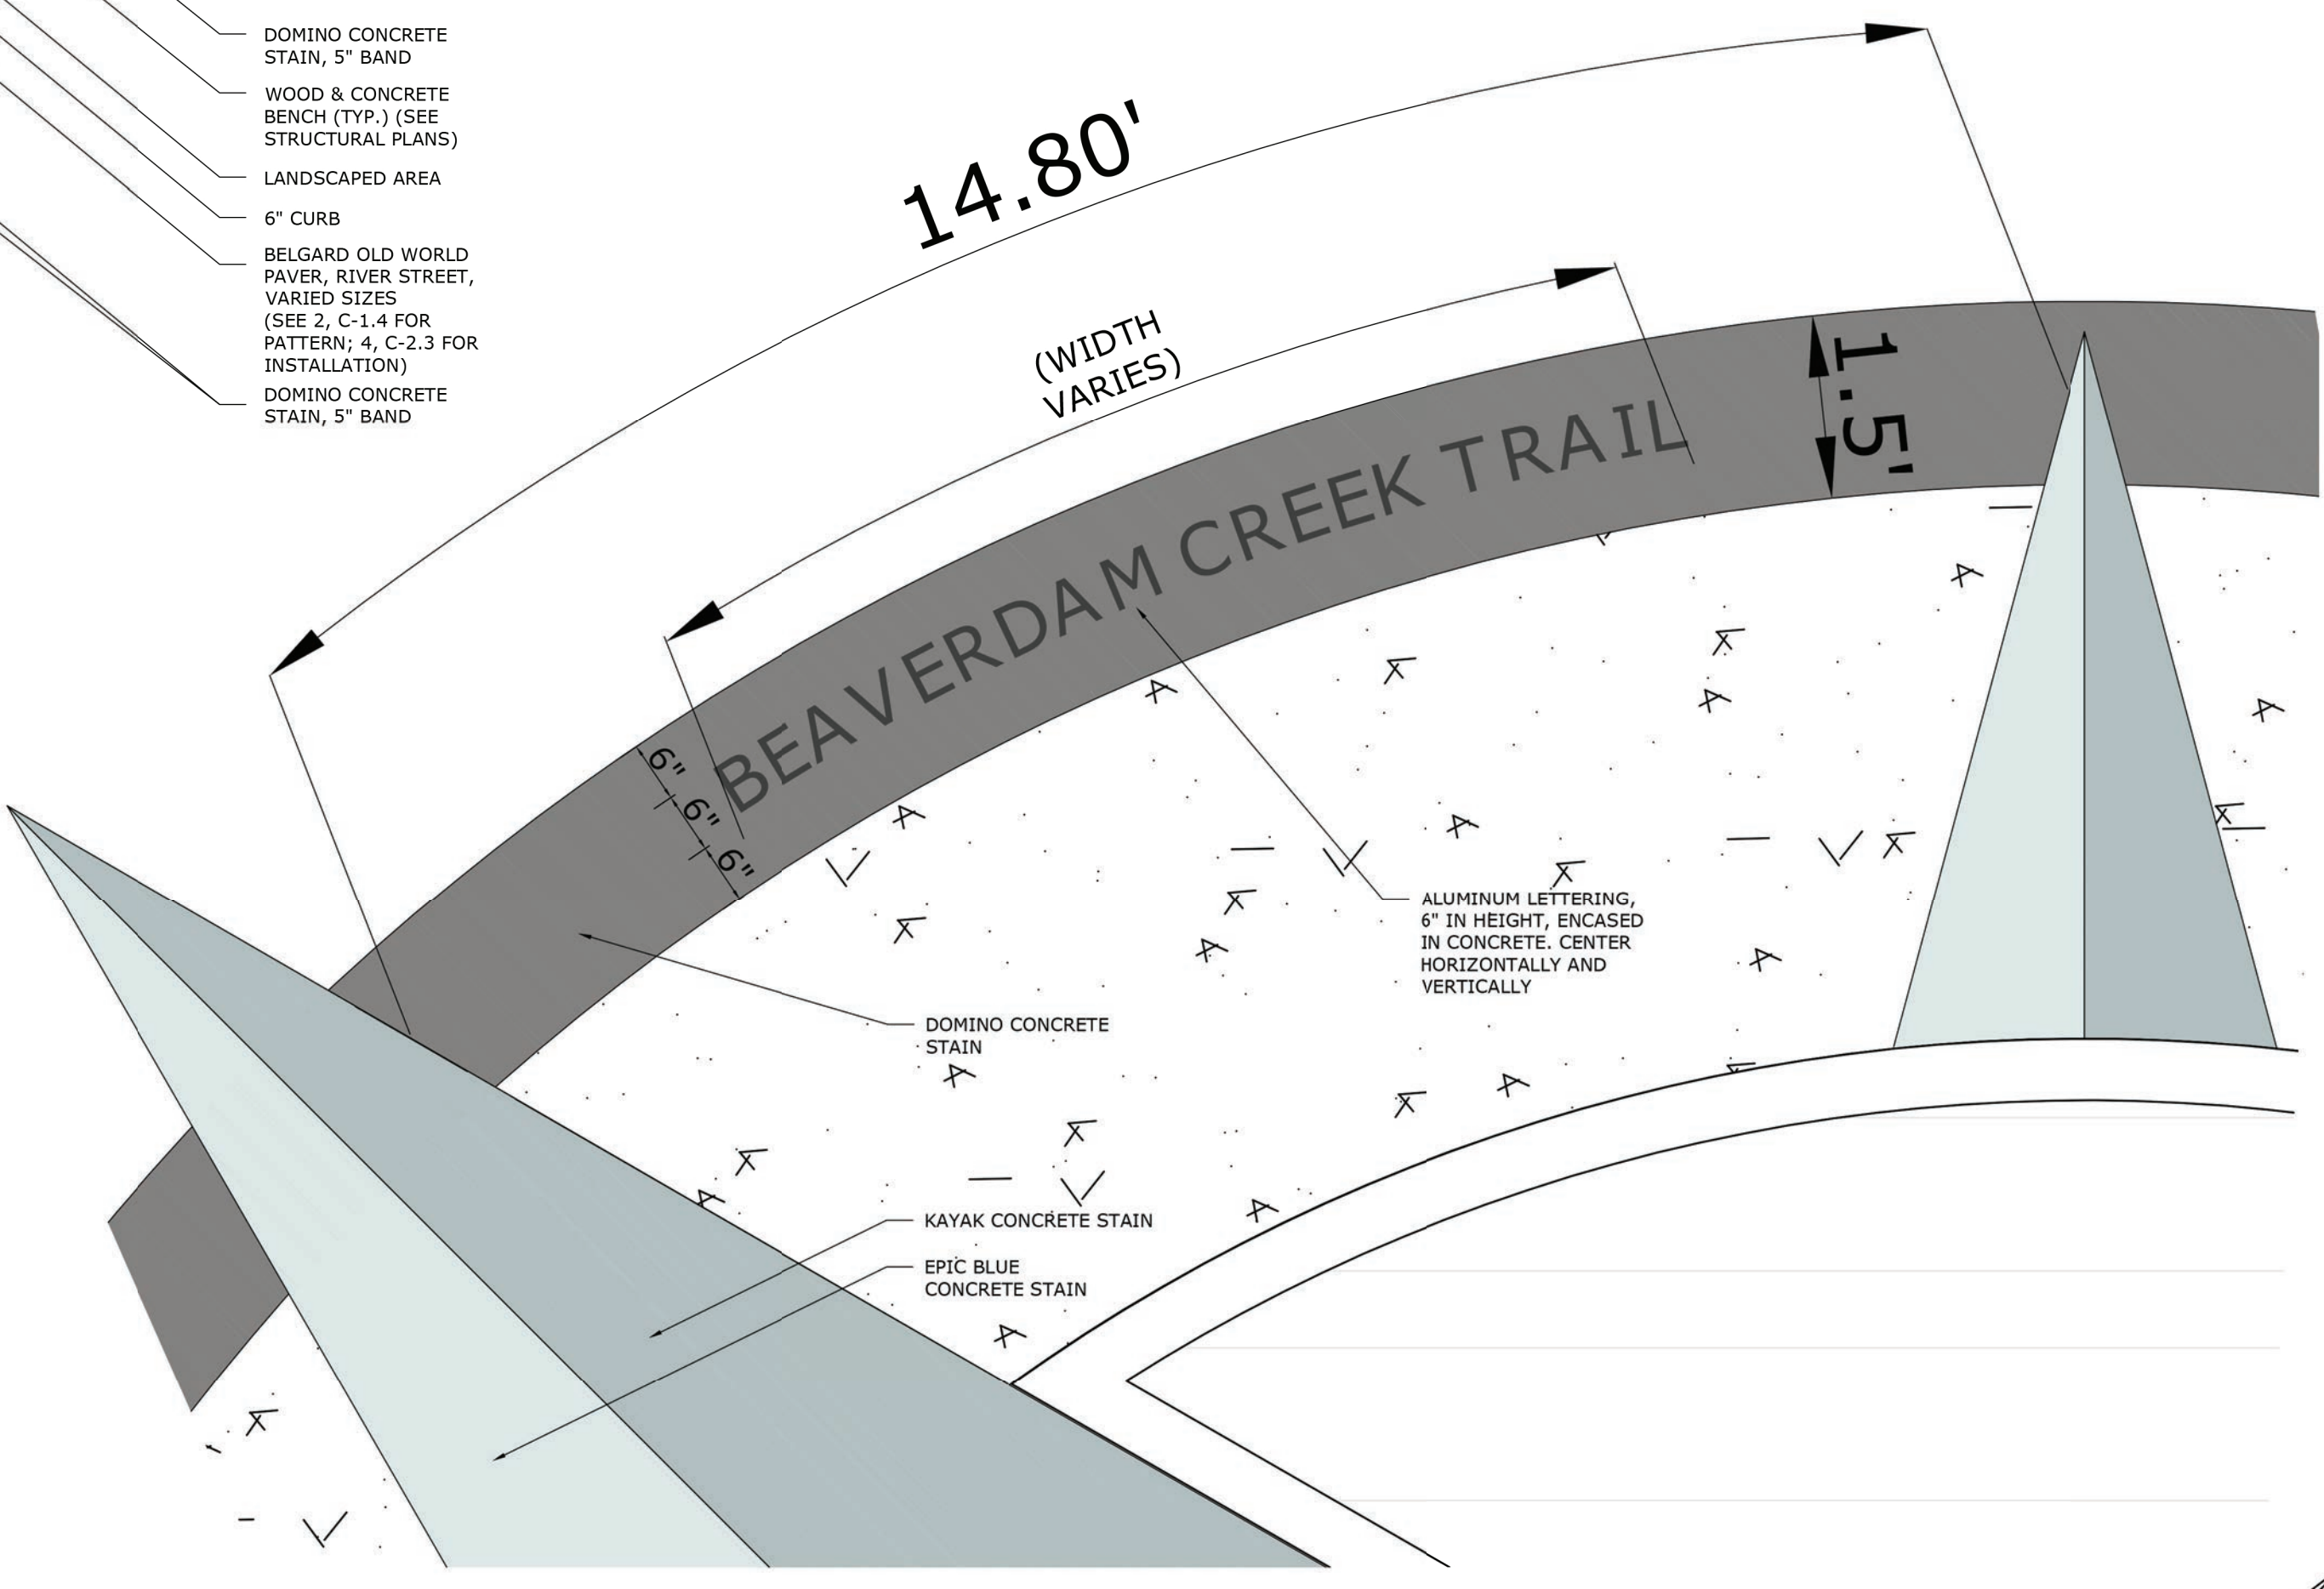 DOMINO CONCRETE
STAIN, 5" BAND
WOOD & CONCRETE
BENCH (TYP.) (SEE
STRUCTURAL PLANS)
LANDSCAPED AREA
6" CURB
BELGARD OLD WORLD
PAVER, RIVER STREET,
VARIED SIZES
(SEE 2, C-1.4 FOR
PATTERN; 4, C-2.3 FOR
INSTALLATION)
DOMINO CONCRETE
STAIN, 5" BAND
14.80'
(WIDTH
VARIES)
1.5'
BEAVERDAM CREEK TRAIL
6"
6"
6"
ALUMINUM LETTERING,
6" IN HEIGHT, ENCASED
IN CONCRETE. CENTER
HORIZONTALLY AND
VERTICALLY
DOMINO CONCRETE
STAIN
KAYAK CONCRETE STAIN
EPIC BLUE
CONCRETE STAIN